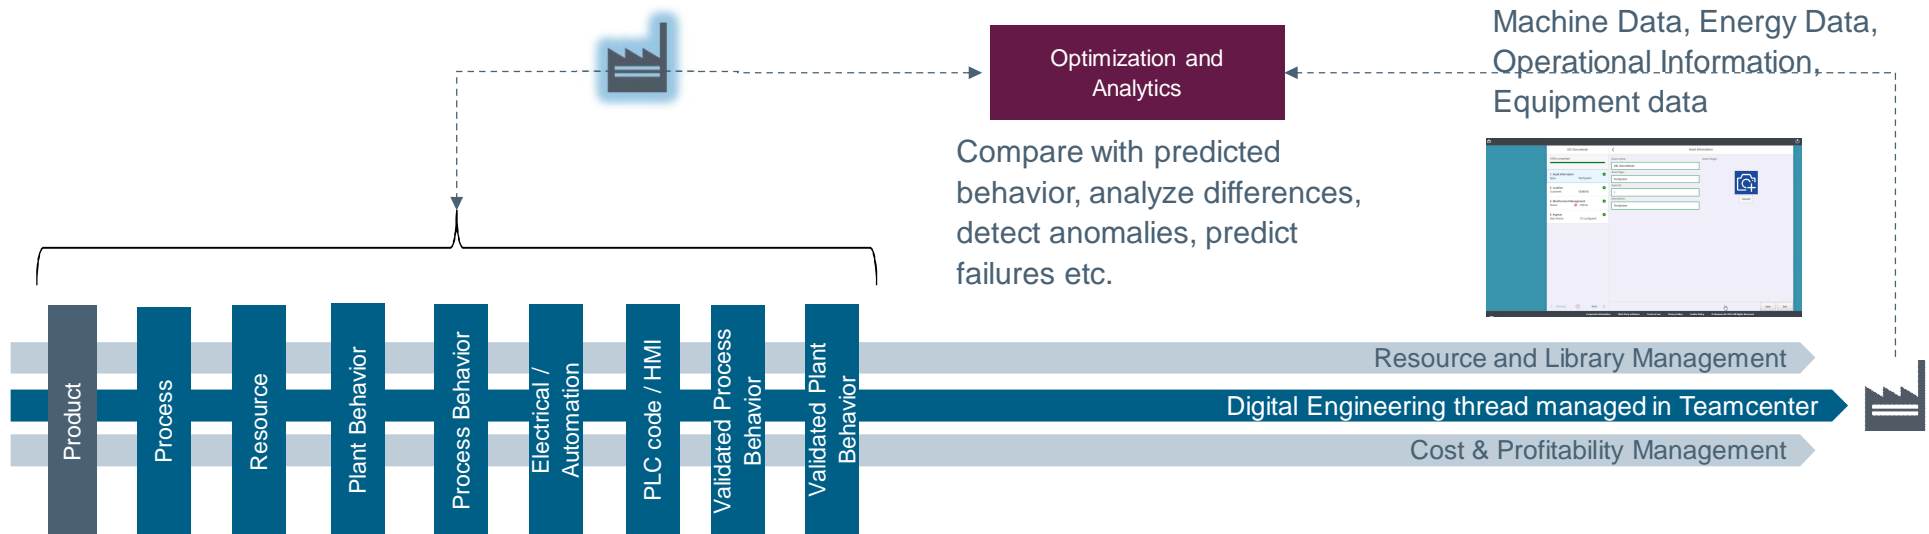 Optimization and
Analytics
Machine Data, Energy Data,
Operational Information,
Equipment data
Compare with predicted
behavior, analyze differences,
detect anomalies, predict
failures etc.
Product
Process
Resource
Plant Behavior
Process Behavior
Electrical /
Automation
PLC code / HMI
Validated Process
Behavior
Validated Plant
Behavior
Resource and Library Management
Digital Engineering thread managed in Teamcenter
Cost & Profitability Management